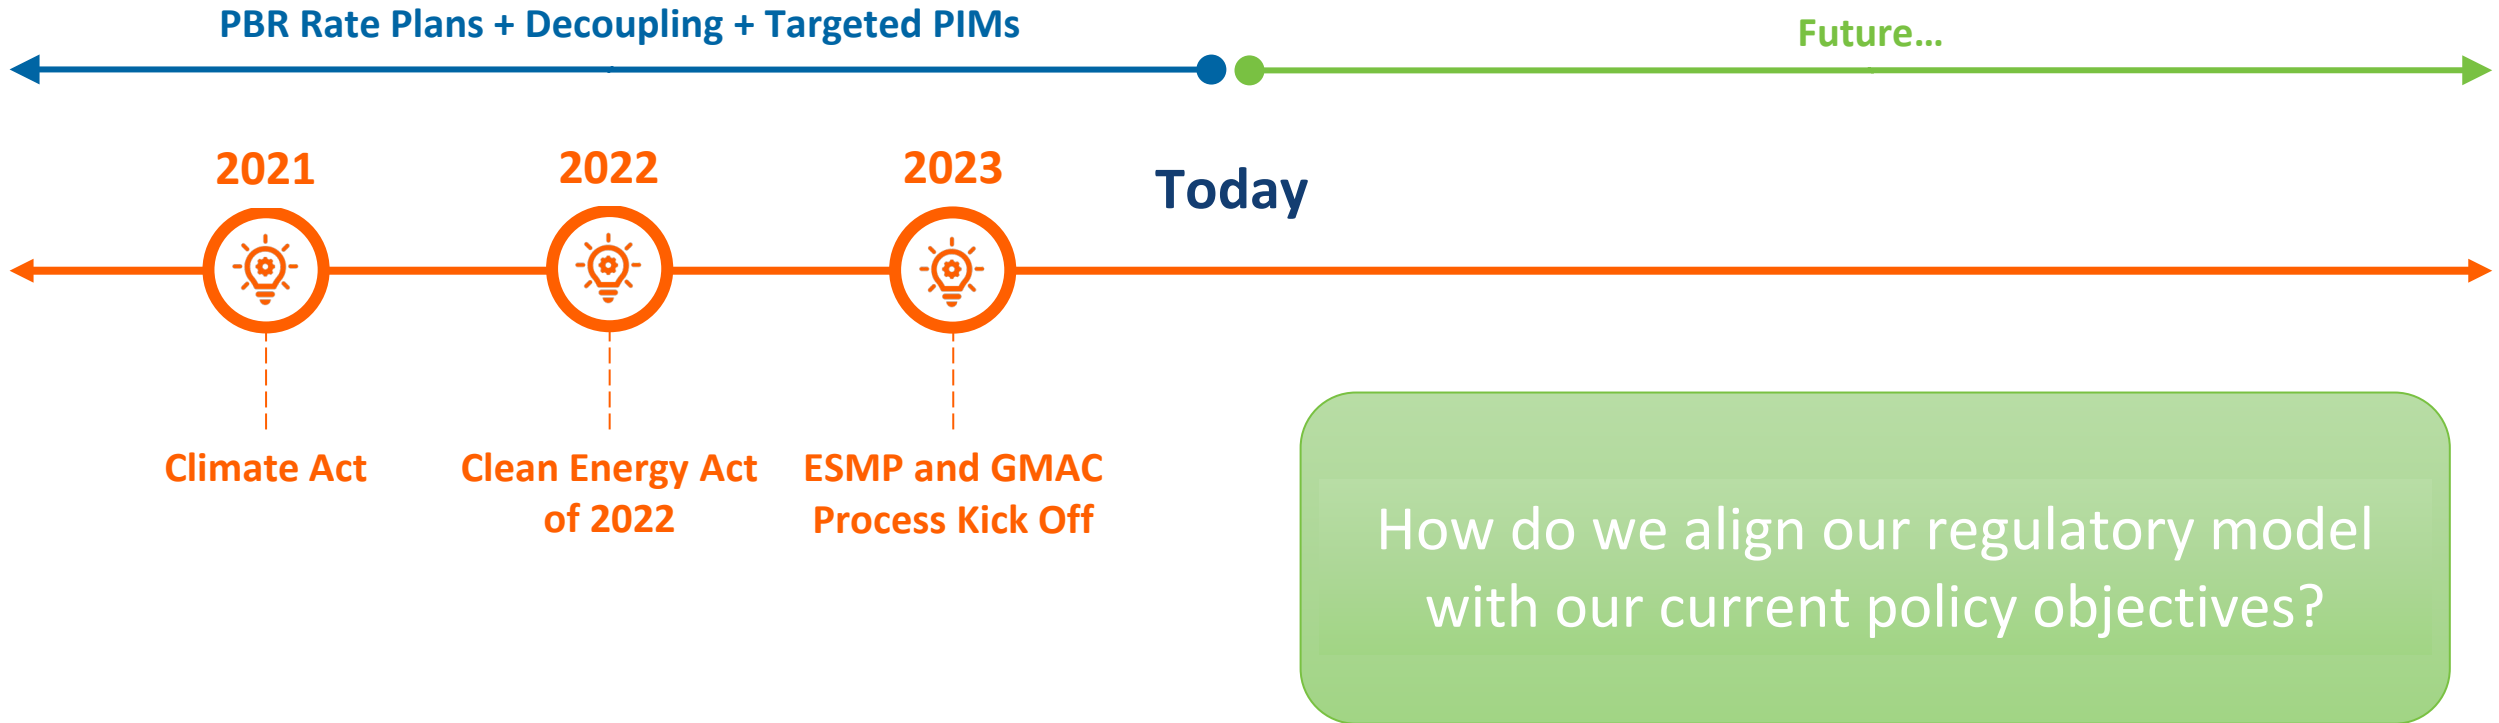 PBR Rate Plans + Decoupling + Targeted PIMs
Future….
2021
2022
2023
Today
Climate Act
Clean Energy Act
of 2022
ESMP and GMAC
Process Kick Off
How do we align our regulatory model
with our current policy objectives?